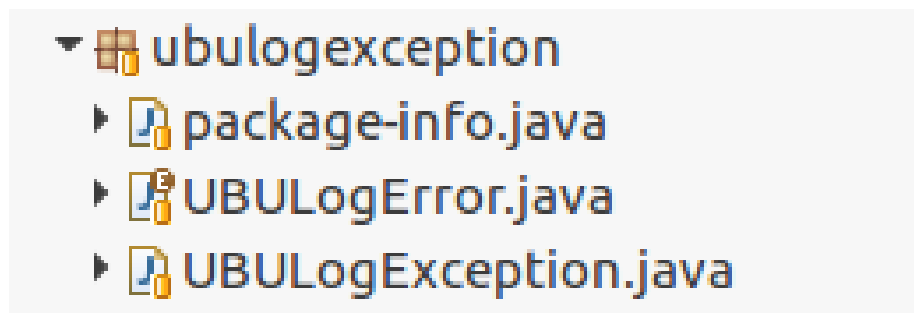 ubulogexception
package-info.java
UBULogError.java
UBULogException.java